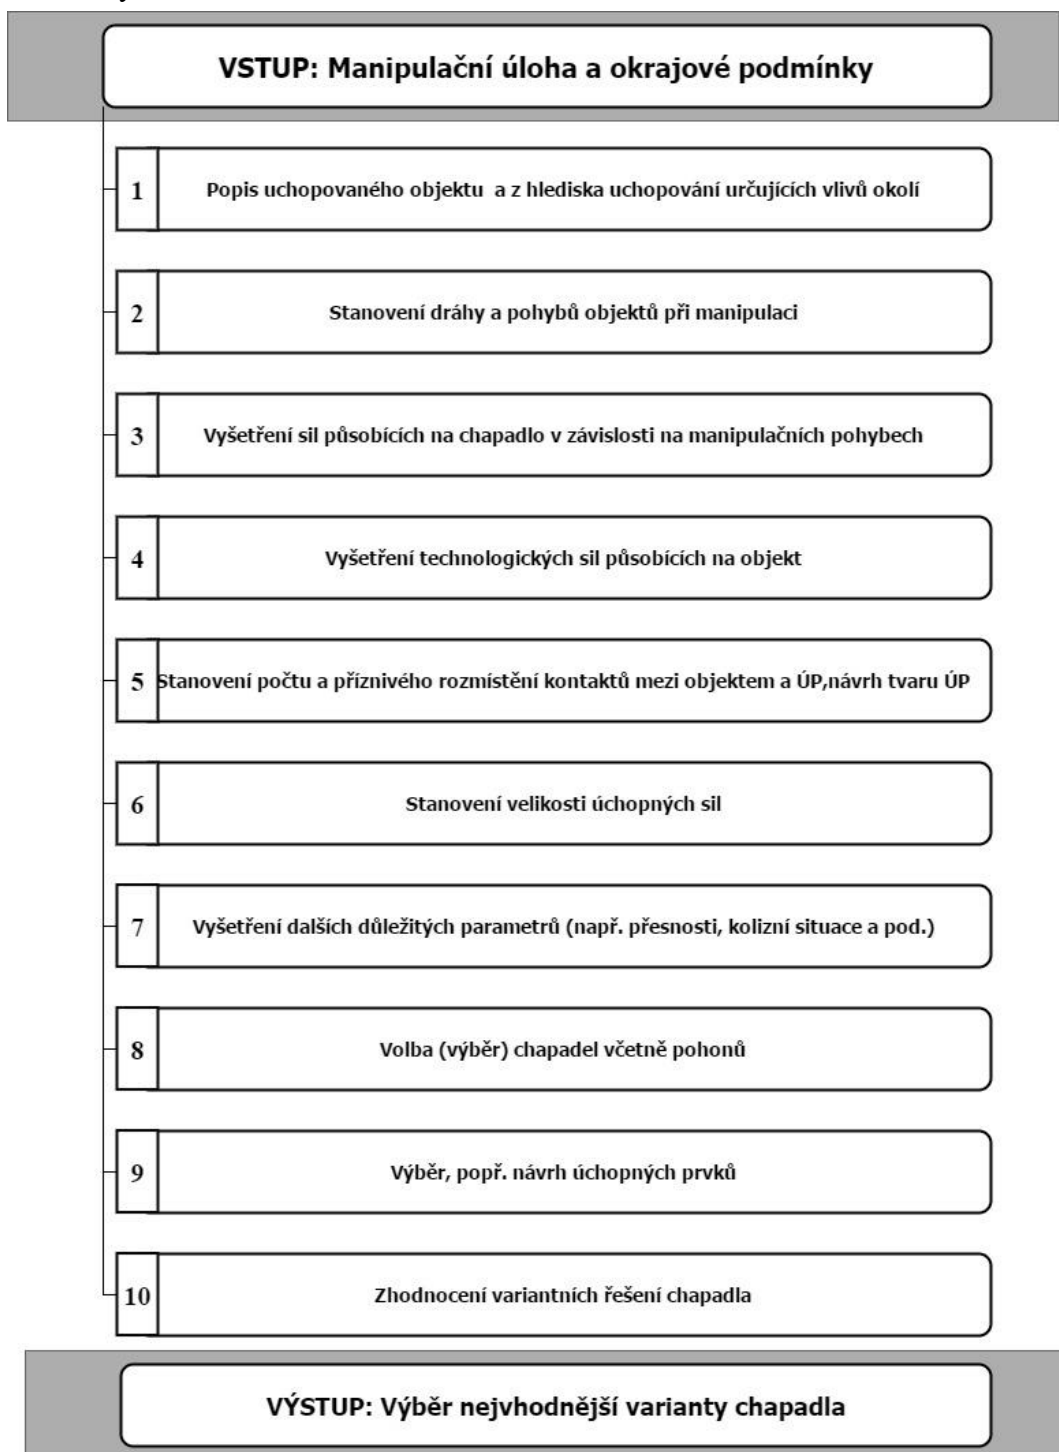 VSTUP: Manipulační úloha a okrajové podmínky
1 Popis uchopovaného objektu a z hlediska uchopování určujících vlivů okolí
2 Stanovení dráhy a pohybů objektů při manipulaci
3 Vyšetření sil působících na chapadlo v závislosti na manipulačních pohybech
4 Vyšetření technologických sil působících na objekt
5 Stanovení počtu a příznivého rozmístění kontaktů mezi objektem a ÚP,návrh tvaru ÚP
6 Stanovení velikosti úchopných sil
7 Vyšetření dalších důležitých parametrů (např. přesnosti, kolizní situace a pod.)
8 Volba (výběr) chapadel včetně pohonů
9 Výběr, popř. návrh úchopných prvků
10 Zhodnocení variantních řešení chapadla
VÝSTUP: Výběr nejvhodnější varianty chapadla